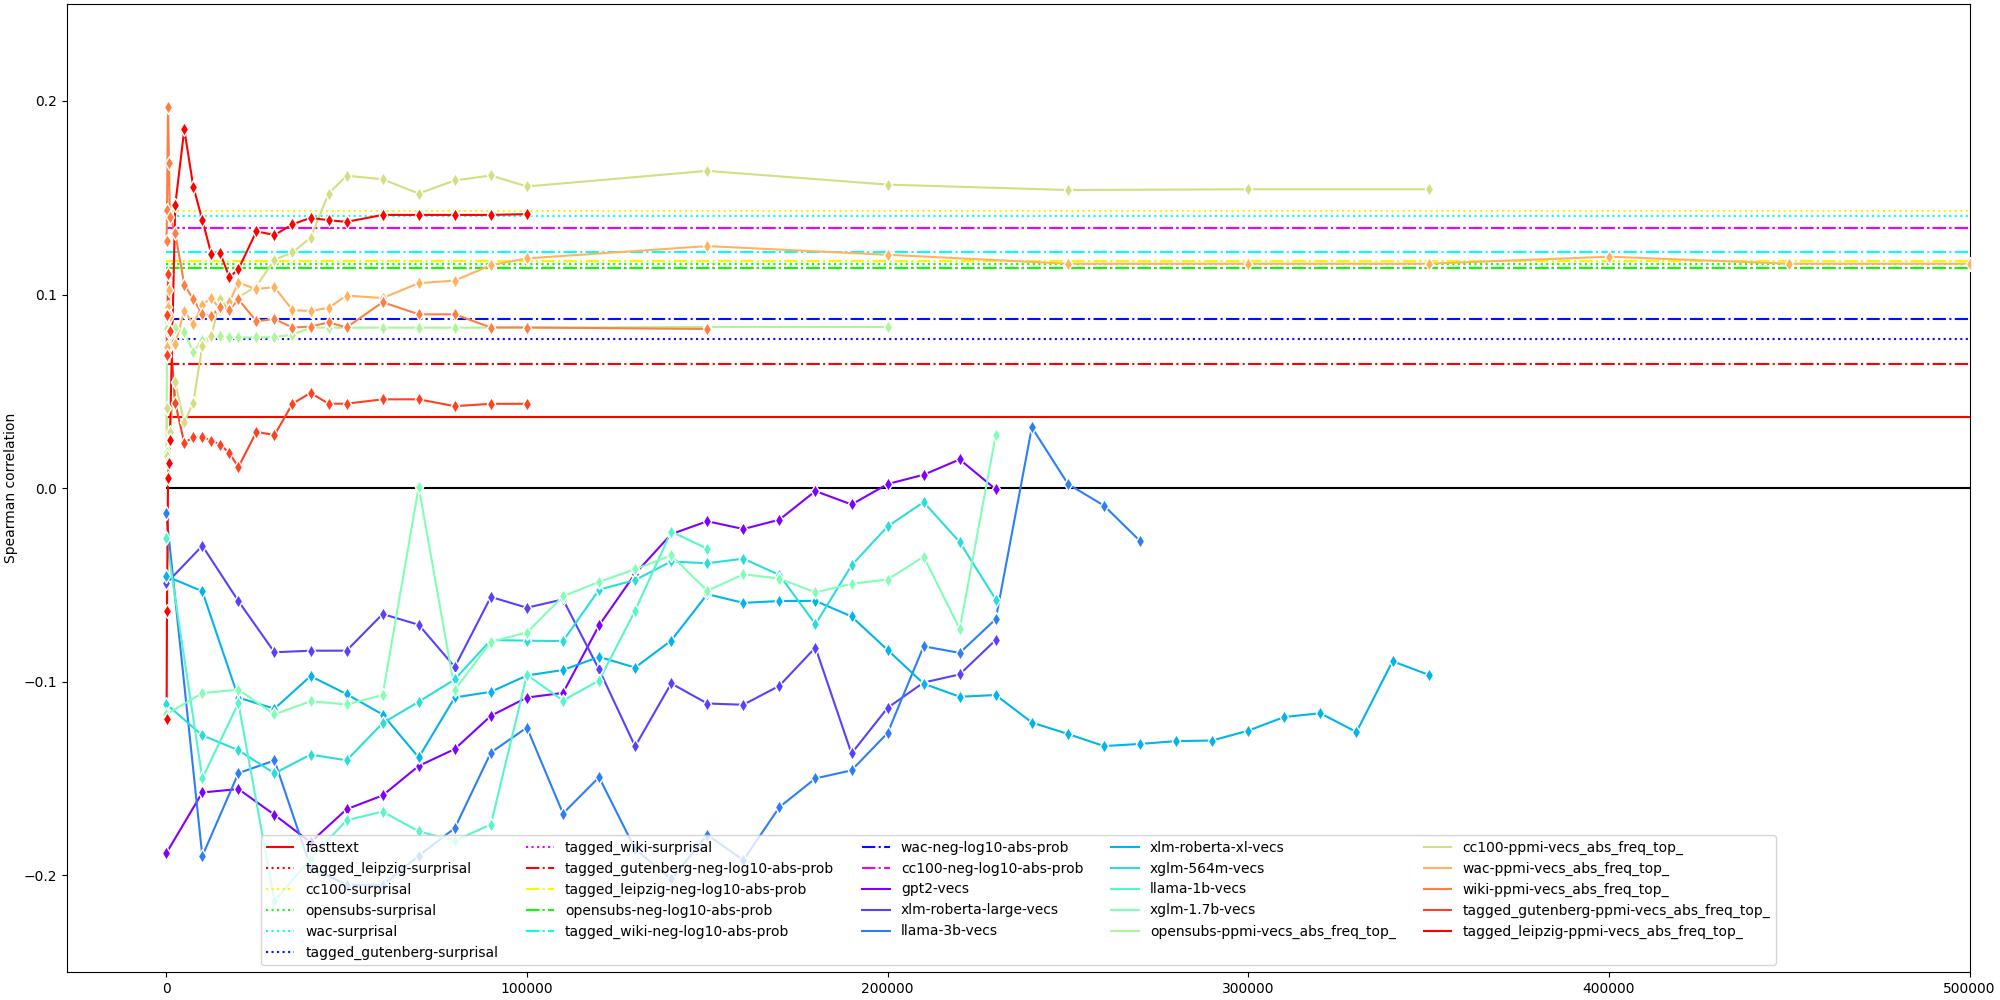 0.2
0.1
0.0
−0.1
−0.2
Spearman correlation
fasttext
tagged_leipzig-surprisal
cc100-surprisal
opensubs-surprisal
wac-surprisal
tagged_gutenberg-surprisal
tagged_wiki-surprisal
tagged_gutenberg-neg-log10-abs-prob
tagged_leipzig-neg-log10-abs-prob
opensubs-neg-log10-abs-prob
tagged_wiki-neg-log10-abs-prob
wac-neg-log10-abs-prob
cc100-neg-log10-abs-prob
gpt2-vecs
xlm-roberta-large-vecs
llama-3b-vecs
xlm-roberta-xl-vecs
xglm-564m-vecs
llama-1b-vecs
xglm-1.7b-vecs
opensubs-ppmi-vecs_abs_freq_top_
cc100-ppmi-vecs_abs_freq_top_
wac-ppmi-vecs_abs_freq_top_
wiki-ppmi-vecs_abs_freq_top_
tagged_gutenberg-ppmi-vecs_abs_freq_top_
tagged_leipzig-ppmi-vecs_abs_freq_top_
0 100000 200000 300000 400000 500000